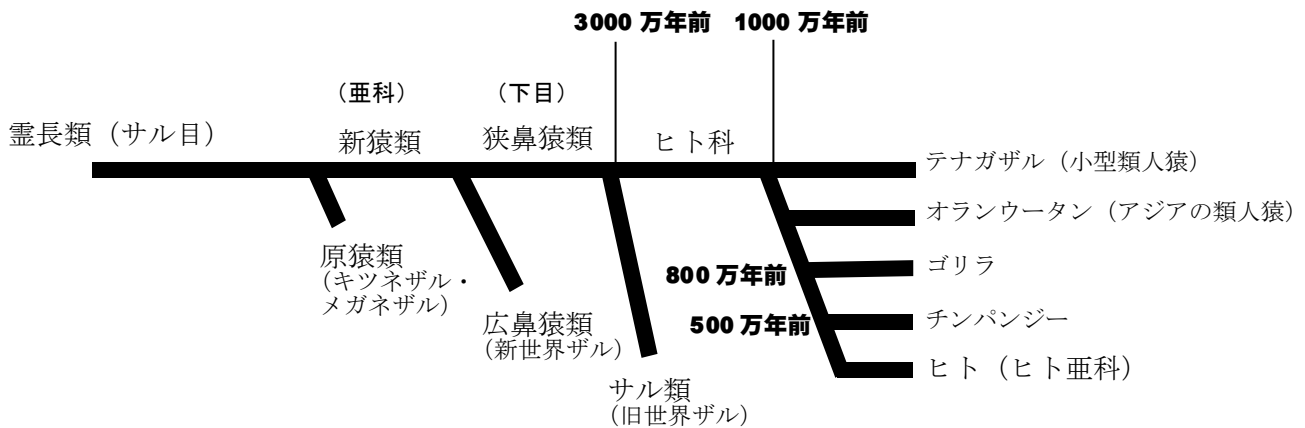 3000 万年前 1000 万年前
(亜科) (下目)
霊長類(サル目) 新猿類 狭鼻猿類 ヒト科
テナガザル(小型類人猿)
オランウータン(アジアの類人猿)
原猿類
(キツネザル・
メガネザル)
800 万年前 ゴリラ
広鼻猿類
(新世界ザル)
500 万年前 チンパンジー
ヒト(ヒト亜科)
サル類
(旧世界ザル)